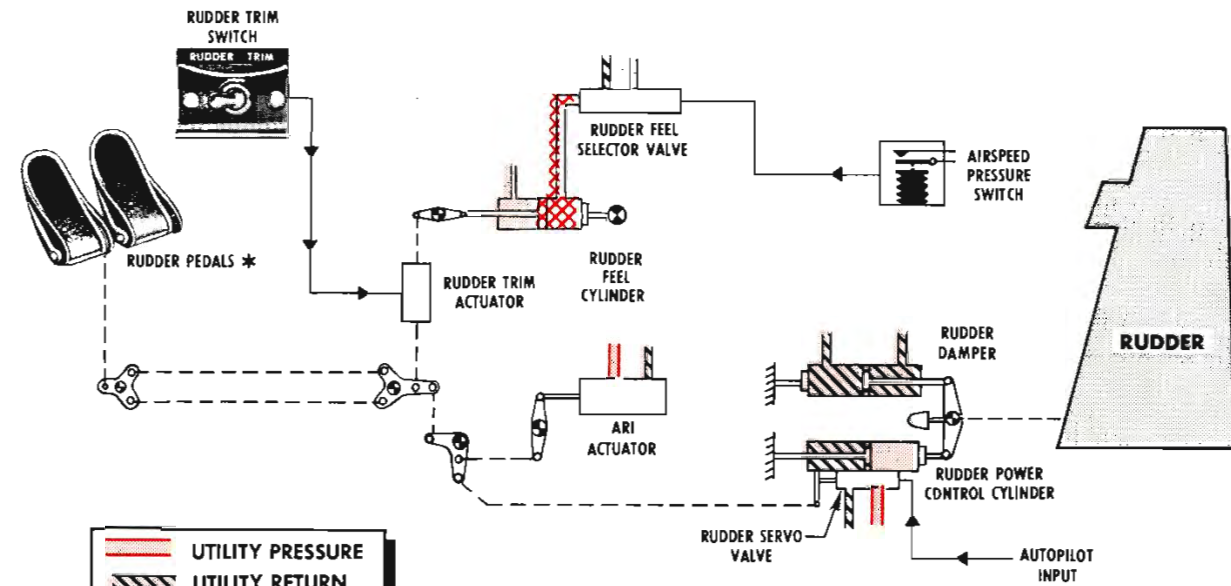 RUDDER TRIM
SWITCH
RUDDER TRIM
RUDDER FEEL
SELECTOR VALVE
AIRSPEED
PRESSURE
SWITCH
RUDDER PEDALS *
RUDDER TRIM
ACTUATOR
RUDDER
FEEL
CYLINDER
RUDDER
DAMPER
RUDDER
ARI
ACTUATOR
RUDDER POWER
CONTROL CYLINDER
RUDDER SERVO
VALVE
AUTOPILOT
INPUT
UTILITY PRESSURE
UTILITY RETURN